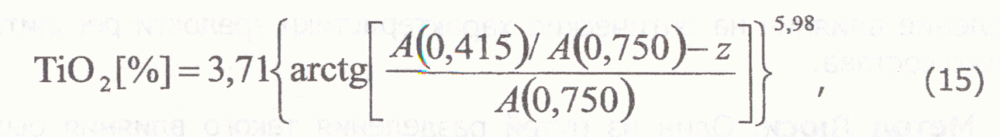 TiO₂[%] = 3,71{arctg[(A(0,415)/ A(0,750) – z) / A(0,750)]}^5,98 , (15)